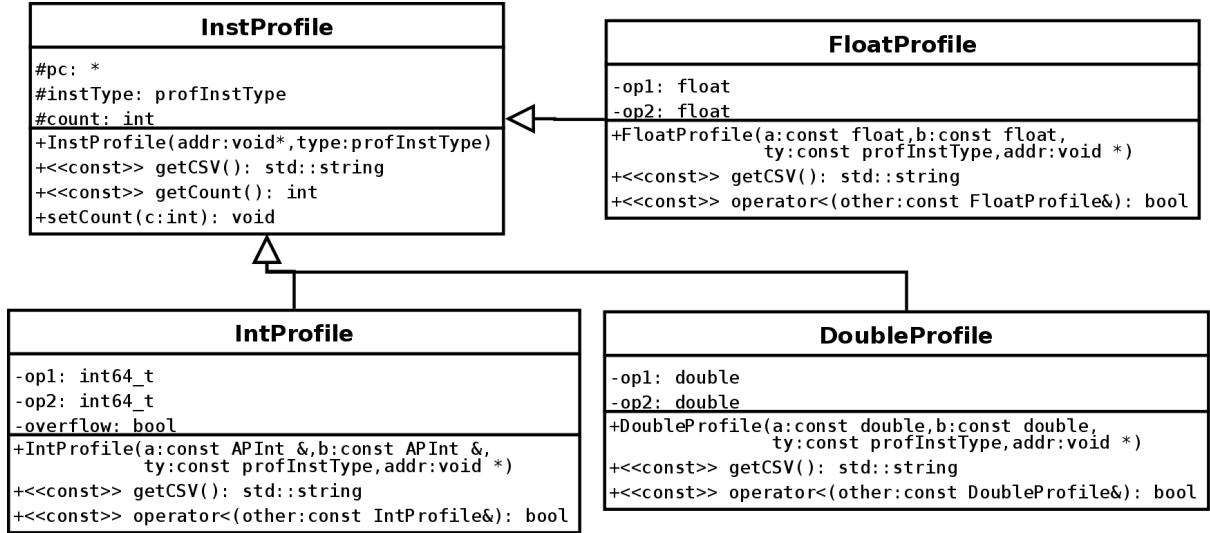 InstProfile
#pc: *
#instType: profInstType
#count: int
+InstProfile(addr:void*,type:profInstType)
+<<const>> getCSV(): std::string
+<<const>> getCount(): int
+setCount(c:int): void
FloatProfile
-op1: float
-op2: float
+FloatProfile(a:const float,b:const float,
ty:const profInstType,addr:void *)
+<<const>> getCSV(): std::string
+<<const>> operator<(other:const FloatProfile&): bool
IntProfile
-op1: int64_t
-op2: int64_t
-overflow: bool
+IntProfile(a:const APInt &,b:const APInt &,
ty:const profInstType,addr:void *)
+<<const>> getCSV(): std::string
+<<const>> operator<(other:const IntProfile&): bool
DoubleProfile
-op1: double
-op2: double
+DoubleProfile(a:const double,b:const double,
ty:const profInstType,addr:void *)
+<<const>> getCSV(): std::string
+<<const>> operator<(other:const DoubleProfile&): bool